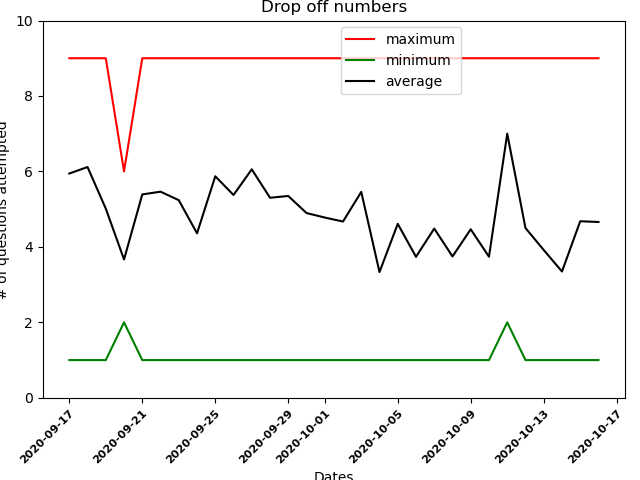 Drop off numbers
maximum
minimum
average
# of questions attempted
10
8
6
4
2
0
2020-09-17
2020-09-21
2020-09-25
2020-09-29
2020-10-01
2020-10-05
2020-10-09
2020-10-13
2020-10-17
Dates